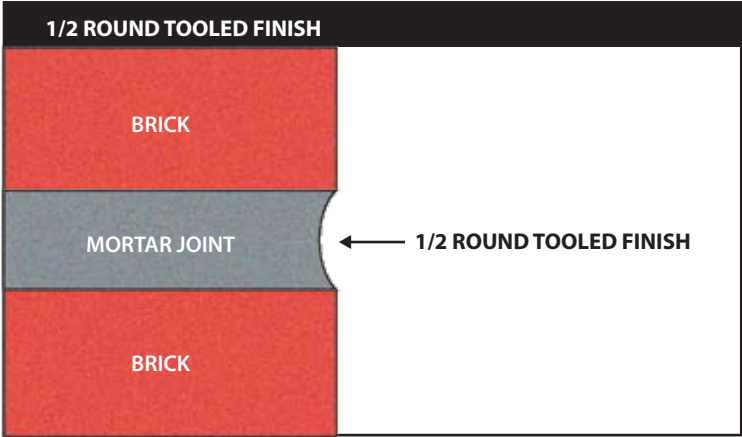 1/2 ROUND TOOLED FINISH
BRICK
MORTAR JOINT
1/2 ROUND TOOLED FINISH
BRICK